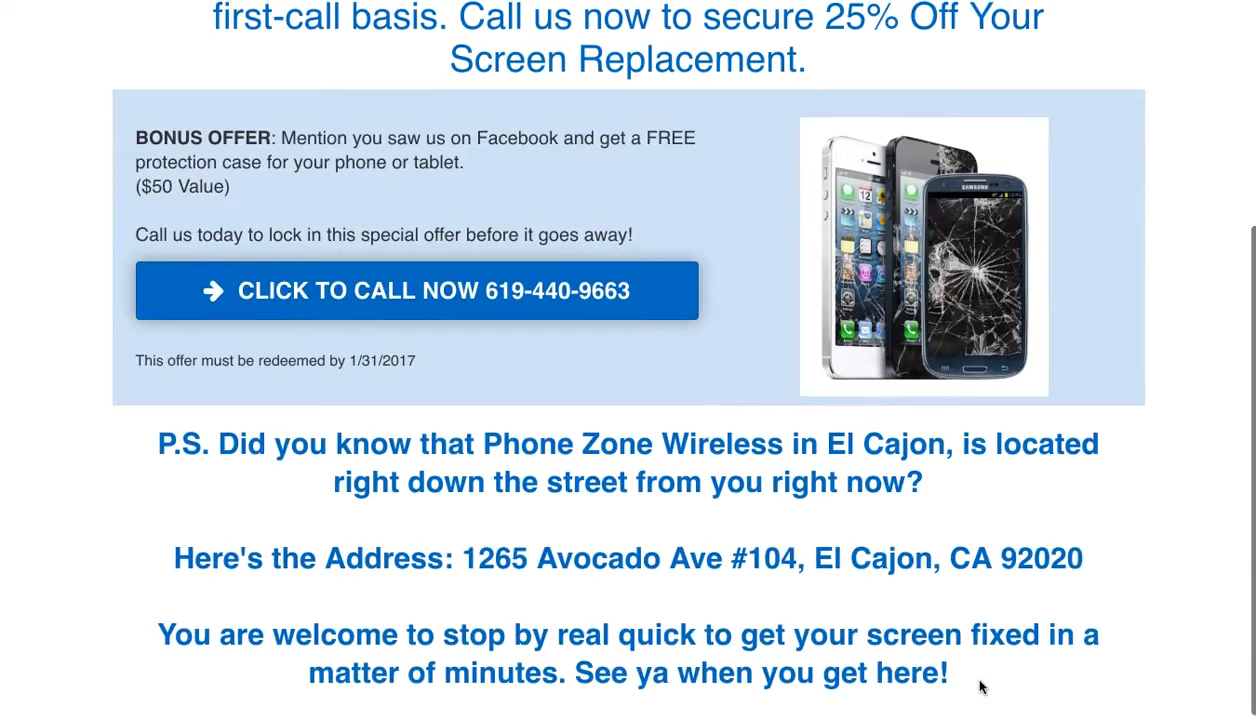 first-call basis. Call us now to secure 25% Off Your
Screen Replacement.
BONUS OFFER: Mention you saw us on Facebook and get a FREE
protection case for your phone or tablet.
($50 Value)
Call us today to lock in this special offer before it goes away!
CLICK TO CALL NOW 619-440-9663
This offer must be redeemed by 1/31/2017
SAMSUNG
P.S. Did you know that Phone Zone Wireless in El Cajon, is located
right down the street from you right now?
Here's the Address: 1265 Avocado Ave #104, El Cajon, CA 92020
You are welcome to stop by real quick to get your screen fixed in a
matter of minutes. See ya when you get here!